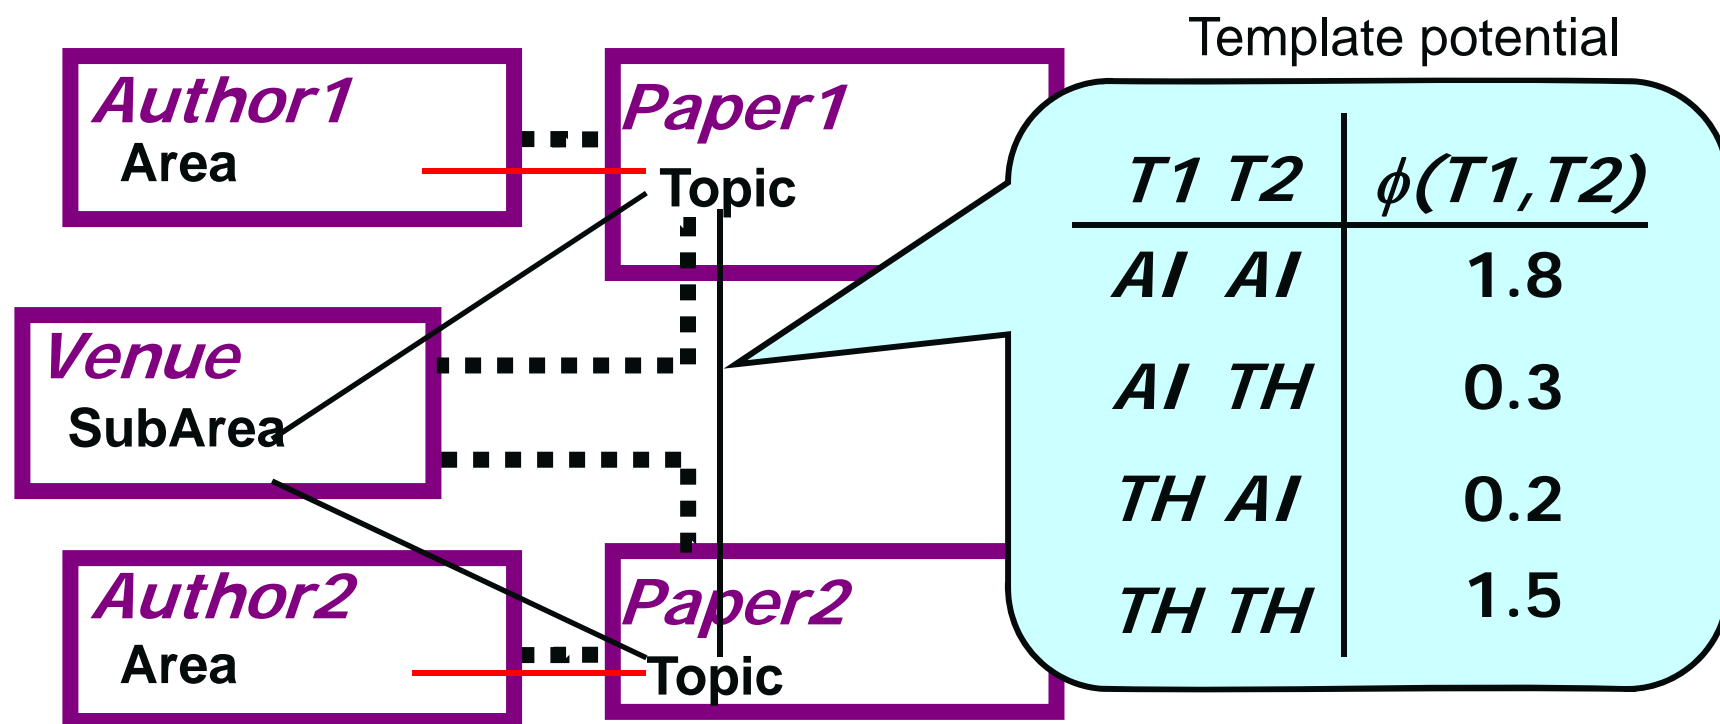 Template potential
Author1
Area
Paper1
Topic
Venue
SubArea
Author2
Area
Paper2
Topic
T1 T2 ϕ(T1,T2)
AI AI 1.8
AI TH 0.3
TH AI 0.2
TH TH 1.5